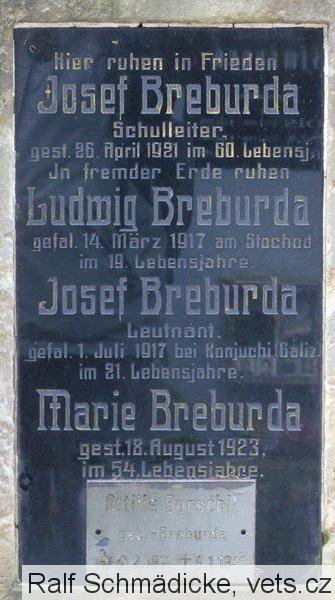 Hier ruhen in Frieden
Josef Breburda
Schulleiter,
gest. 26. April 1921 im 60. Lebensj.
In fremder Erde ruhen
Ludwig Breburda
gefal. 14. März 1917 am Stochod
im 19. Lebensjahre.
Josef Breburda
Leutnant.
gefal. 1. Juli 1917 bei Konjuchi (Galiz)
im 21. Lebensjahre.
Marie Breburda
gest. 18. August 1923,
im 54. Lebensjahre.
geb. Breburda
Ralf Schmädicke, vets.cz